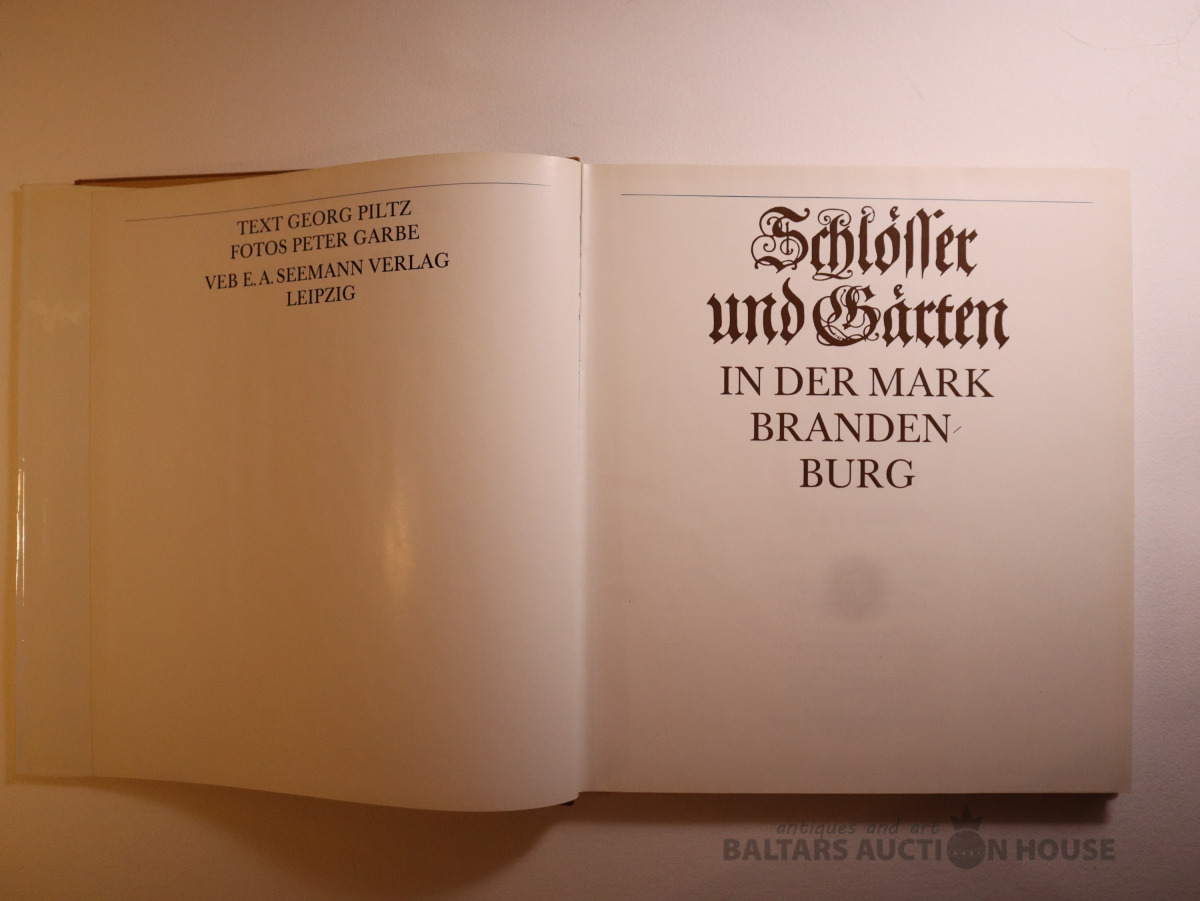 TEXT GEORG PILTZ
FOTOS PETER GARBE
VEB E. A. SEEMANN VERLAG
LEIPZIG
Schlöſſer
und Gärten
IN DER MARK
BRANDEN-
BURG
antiques and art
BALTARS AUCTION HOUSE